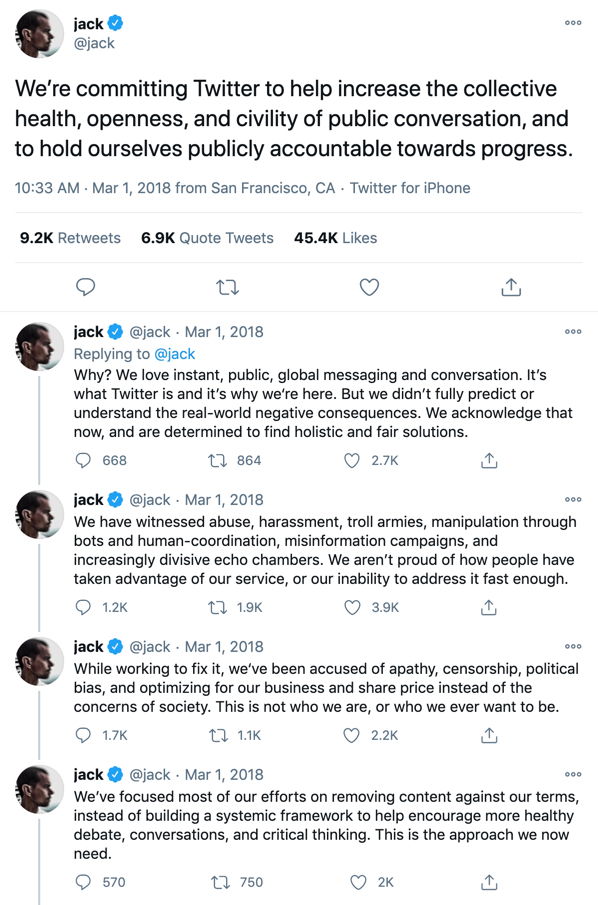 jack
@jack
We're committing Twitter to help increase the collective
health, openness, and civility of public conversation, and
to hold ourselves publicly accountable towards progress.
10:33 AM · Mar 1, 2018 from San Francisco, CA · Twitter for iPhone
9.2K Retweets 6.9K Quote Tweets 45.4K Likes
jack @jack · Mar 1, 2018
Replying to @jack
Why? We love instant, public, global messaging and conversation. It's
what Twitter is and it's why we're here. But we didn't fully predict or
understand the real-world negative consequences. We acknowledge that
now, and are determined to find holistic and fair solutions.
668 864 2.7K
jack @jack · Mar 1, 2018
We have witnessed abuse, harassment, troll armies, manipulation through
bots and human-coordination, misinformation campaigns, and
increasingly divisive echo chambers. We aren't proud of how people have
taken advantage of our service, or our inability to address it fast enough.
1.2K 1.9K 3.9K
jack @jack · Mar 1, 2018
While working to fix it, we've been accused of apathy, censorship, political
bias, and optimizing for our business and share price instead of the
concerns of society. This is not who we are, or who we ever want to be.
1.7K 1.1K 2.2K
jack @jack · Mar 1, 2018
We've focused most of our efforts on removing content against our terms,
instead of building a systemic framework to help encourage more healthy
debate, conversations, and critical thinking. This is the approach we now
need.
570 750 2K